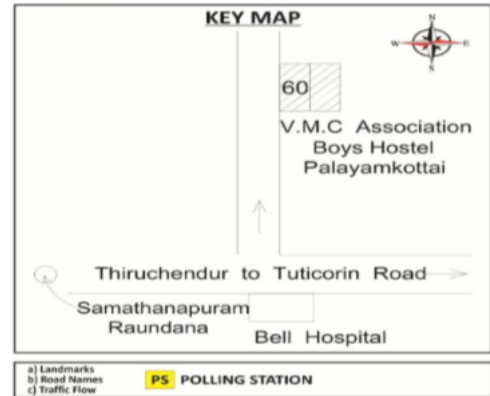 KEY MAP
N
W E
S
60
V.M.C Association
Boys Hostel
Palayamkottai
Thiruchendur to Tuticorin Road
Samathanapuram
Raundana
Bell Hospital
a) Landmarks
b) Road Names
c) Traffic Flow
PS POLLING STATION